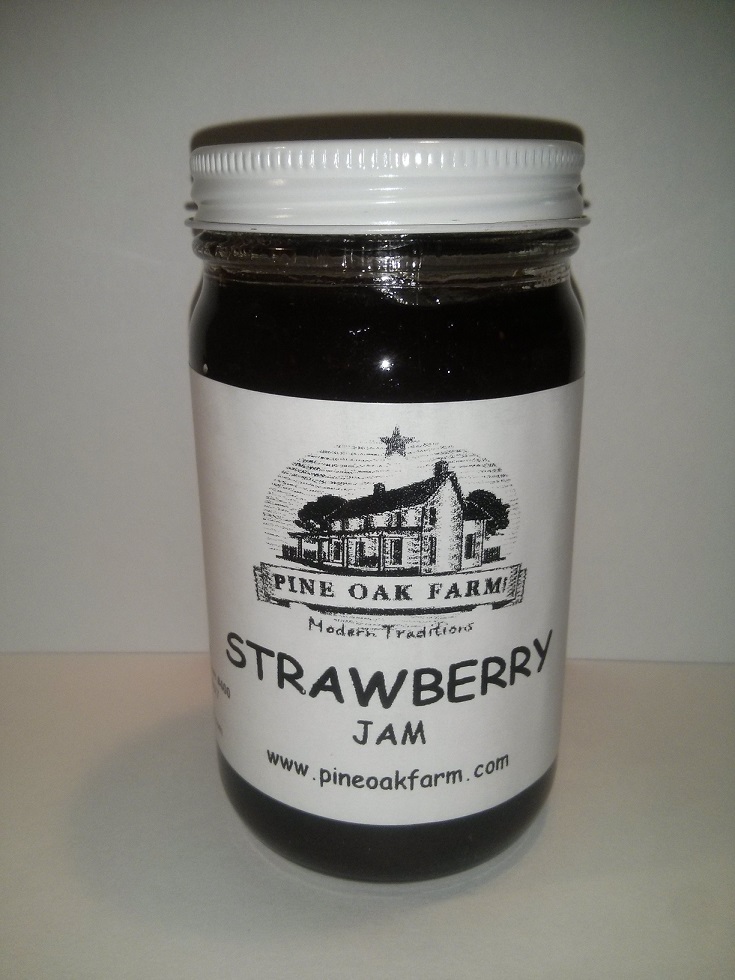 PINE OAK FARM
Modern Traditions
STRAWBERRY
JAM
www.pineoakfarm.com